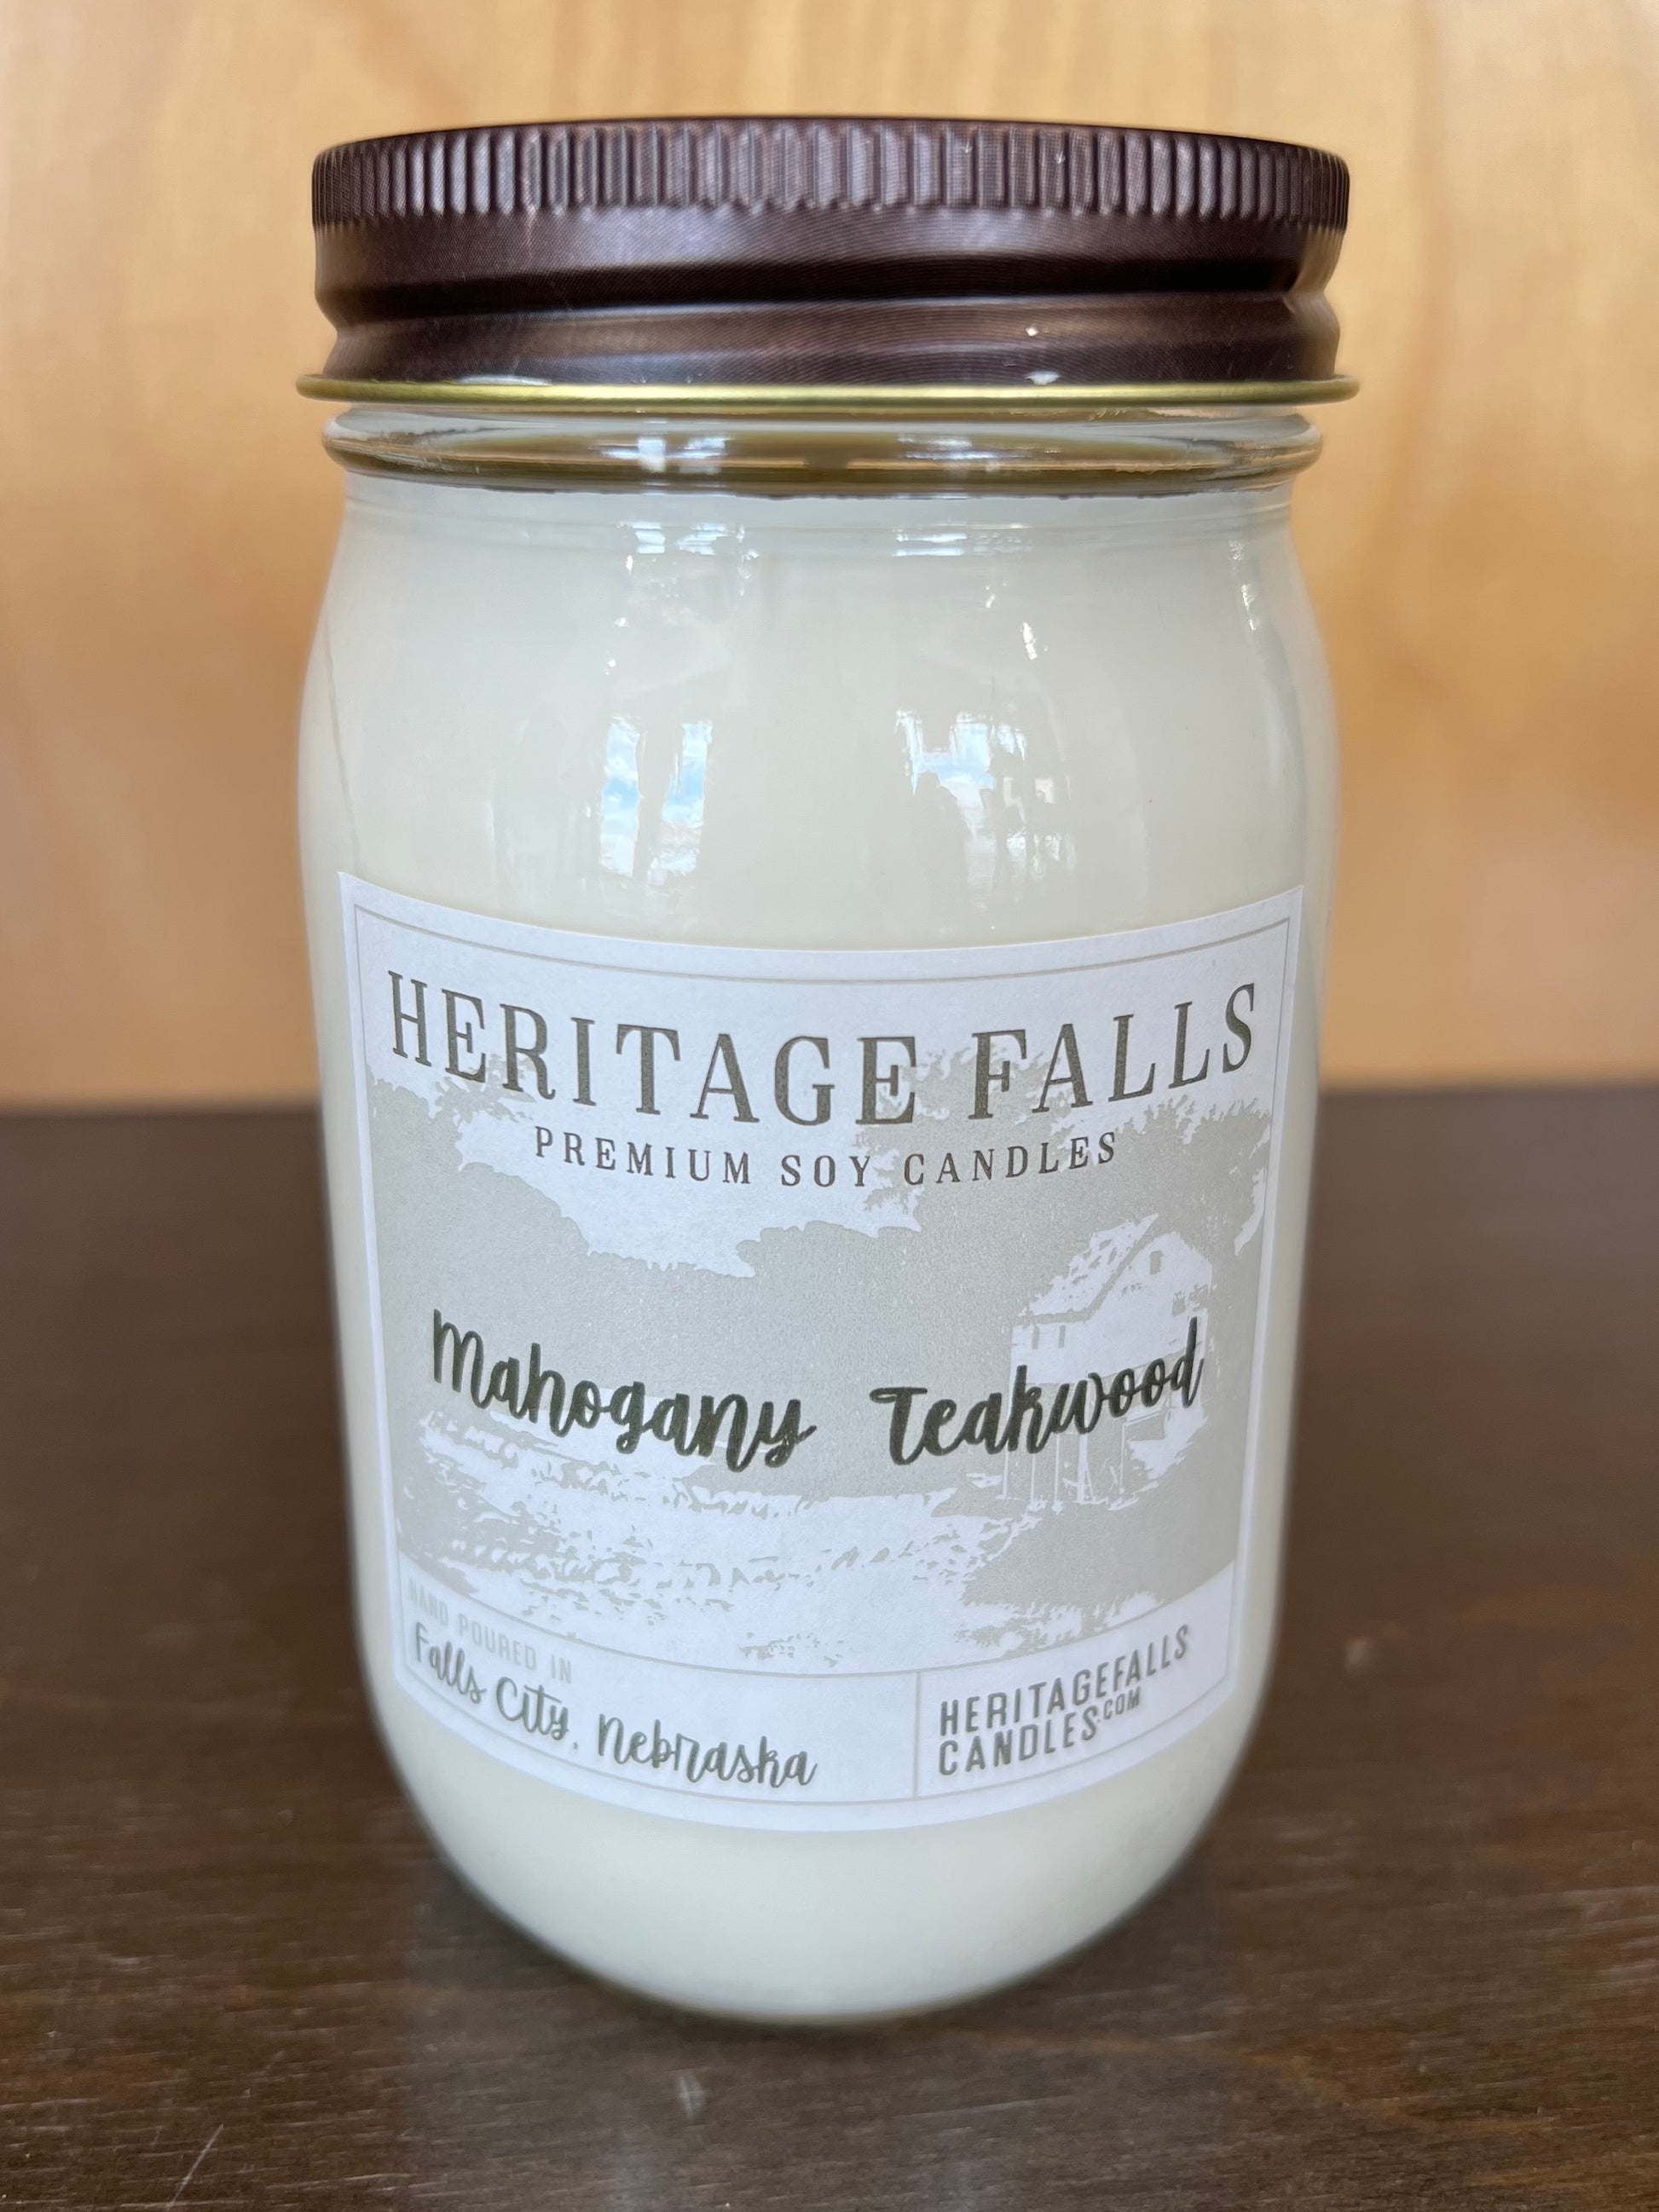 HERITAGE FALLS
PREMIUM SOY CANDLES
Mahogany Teakwood
HAND POURED IN
Falls City, Nebraska
HERITAGEFALLS
CANDLES.COM